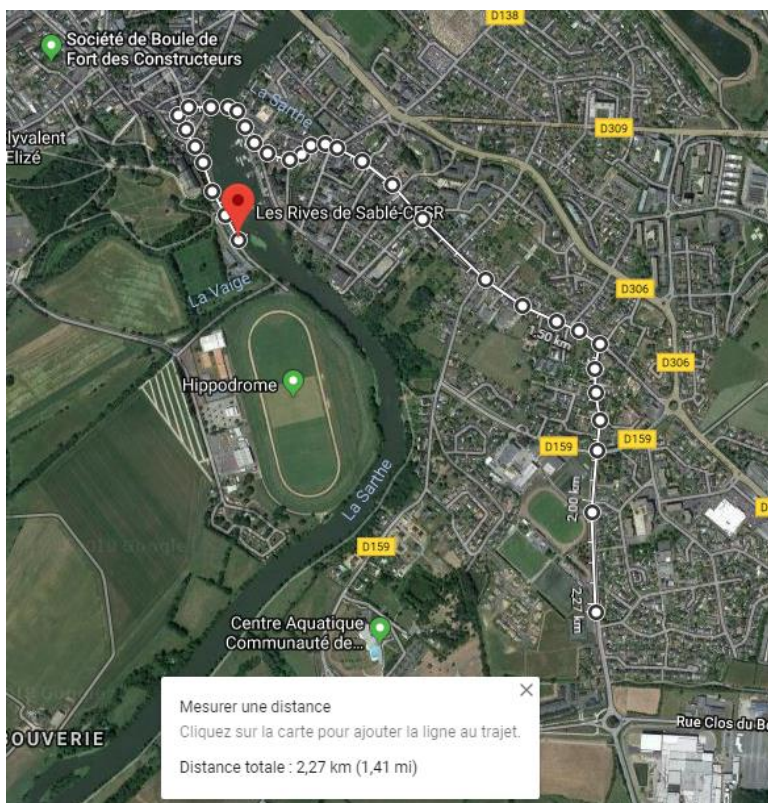 D138
Société de Boule de
Fort des Constructeurs
La Sarthe
D309
lyvalent
Elizé
Les Rives de Sablé-CFSR
La Vaige
D306
1,50 km
D306
Hippodrome
D159
D159
La Sarthe
2,00 km
D
D159
2,27 km
Centre Aquatique
Communauté de...
Mesurer une distance
Cliquez sur la carte pour ajouter la ligne au trajet.
Distance totale : 2,27 km (1,41 mi)
Rue Clos du Bo
OUVERIE